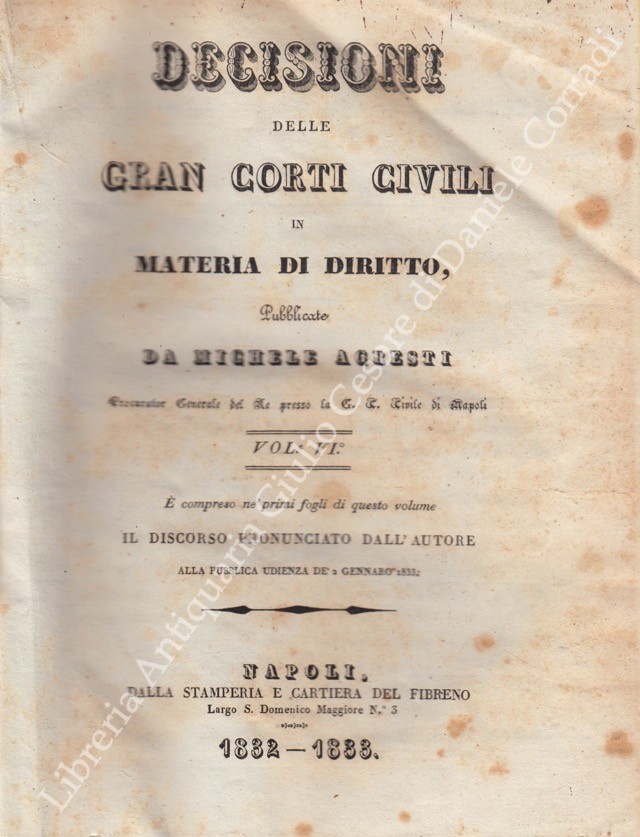 DECISIONI
DELLE
GRAN CORTI CIVILI
IN
MATERIA DI DIRITTO,
Pubblicate
DA MICHELE AGRESTI
Procurator Generale del Re presso la G. C. Civile di Napoli
VOL: VI.º
È compreso ne' primi fogli di questo volume
IL DISCORSO PRONUNCIATO DALL'AUTORE
ALLA PUBBLICA UDIENZA DE' 2 GENNARO 1833.
NAPOLI,
DALLA STAMPERIA E CARTIERA DEL FIBRENO
Largo S. Domenico Maggiore N.º 3
1832 — 1833.
Libreria Antiquaria Giulio Cesare di Daniele Corradi